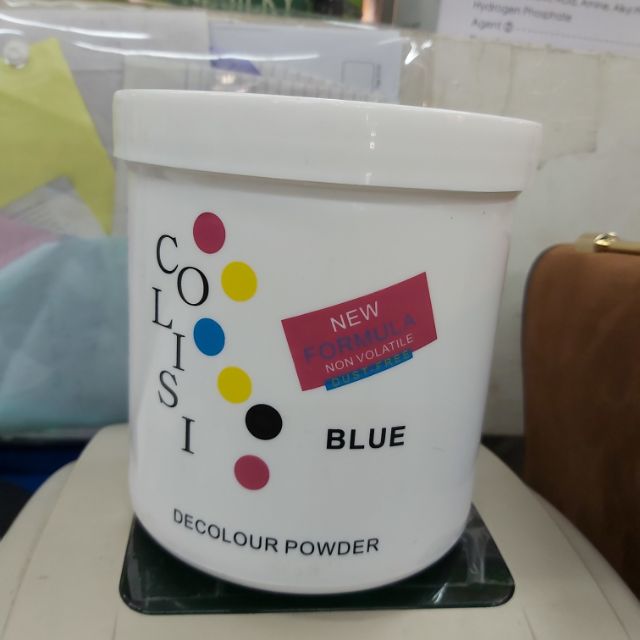 Hydrogen Phosphate
Agent
COLISI
NEW
FORMULA
NON VOLATILE
DUST-FREE
BLUE
DECOLOUR POWDER